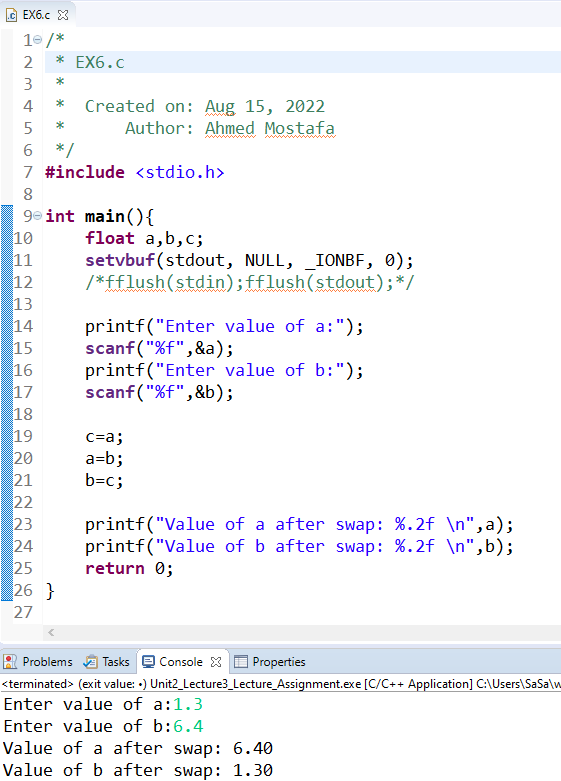 EX6.c
1 /*
2  * EX6.c
3  *
4  *  Created on: Aug 15, 2022
5  *      Author: Ahmed Mostafa
6  */
7 #include <stdio.h>
8
9 int main(){
10     float a,b,c;
11     setvbuf(stdout, NULL, _IONBF, 0);
12     /*fflush(stdin);fflush(stdout);*/
13
14     printf("Enter value of a:");
15     scanf("%f",&a);
16     printf("Enter value of b:");
17     scanf("%f",&b);
18
19     c=a;
20     a=b;
21     b=c;
22
23     printf("Value of a after swap: %.2f \n",a);
24     printf("Value of b after swap: %.2f \n",b);
25     return 0;
26 }
27
Problems Tasks Console Properties
<terminated> (exit value: •) Unit2_Lecture3_Lecture_Assignment.exe [C/C++ Application] C:\Users\SaSa\w
Enter value of a:1.3
Enter value of b:6.4
Value of a after swap: 6.40
Value of b after swap: 1.30